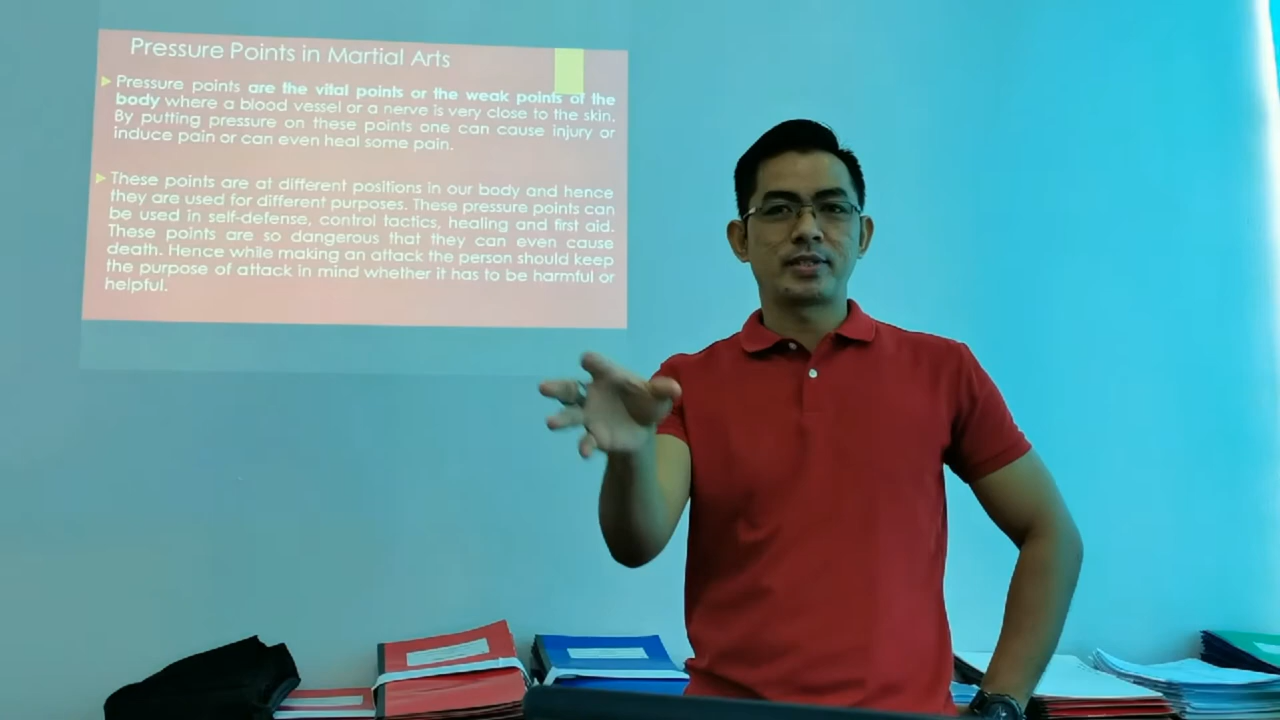 Pressure Points in Martial Arts
Pressure points are the vital points or the weak points of the
body where a blood vessel or a nerve is very close to the skin.
By putting pressure on these points one can cause injury or
induce pain or can even heal some pain.
These points are at different positions in our body and hence
they are used for different purposes. These pressure points can
be used in self-defense, control tactics, healing and first aid.
These points are so dangerous that they can even cause
death. Hence while making an attack the person should keep
the purpose of attack in mind whether it has to be harmful or
helpful.